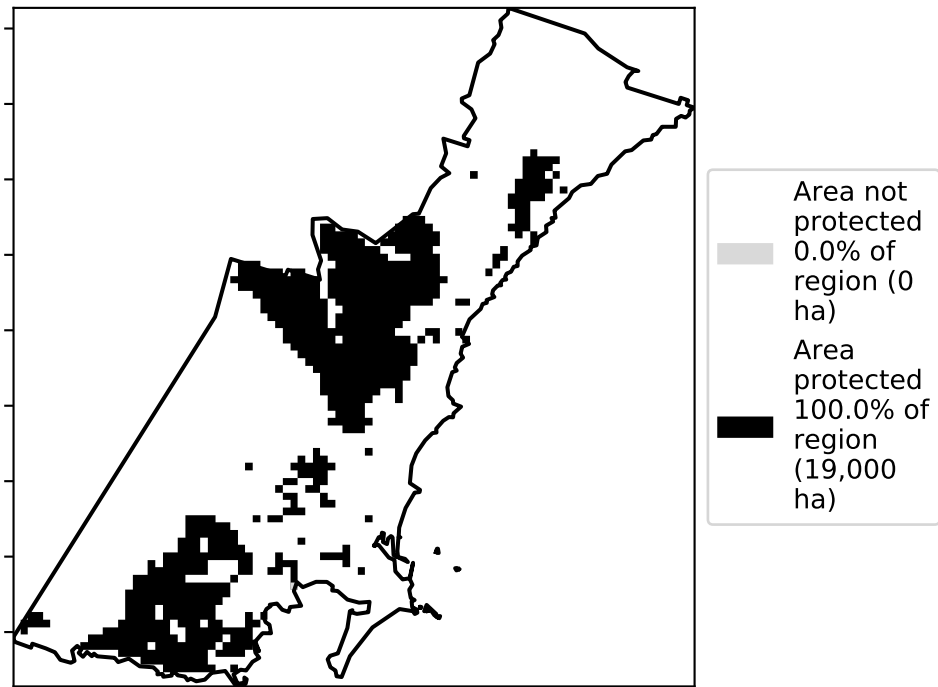 Area not
protected
0.0% of
region (0
ha)
Area
protected
100.0% of
region
(19,000
ha)